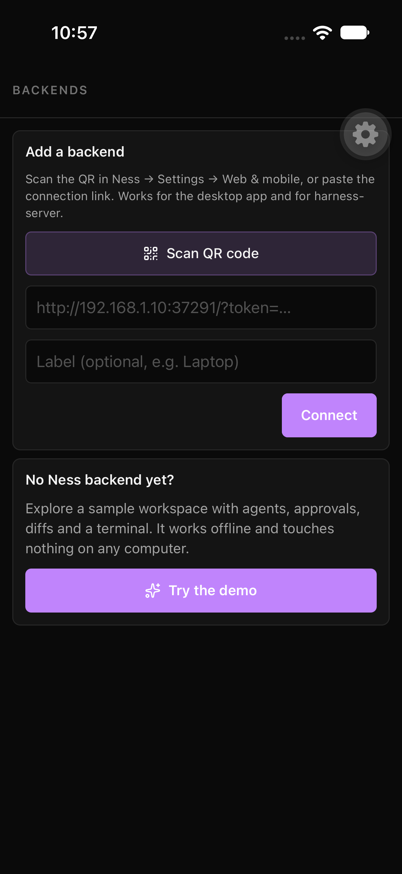 10:57
BACKENDS
Add a backend
Scan the QR in Ness → Settings → Web & mobile, or paste the
connection link. Works for the desktop app and for harness-
server.
Scan QR code
http://192.168.1.10:37291/?token=...
Label (optional, e.g. Laptop)
Connect
No Ness backend yet?
Explore a sample workspace with agents, approvals,
diffs and a terminal. It works offline and touches
nothing on any computer.
Try the demo